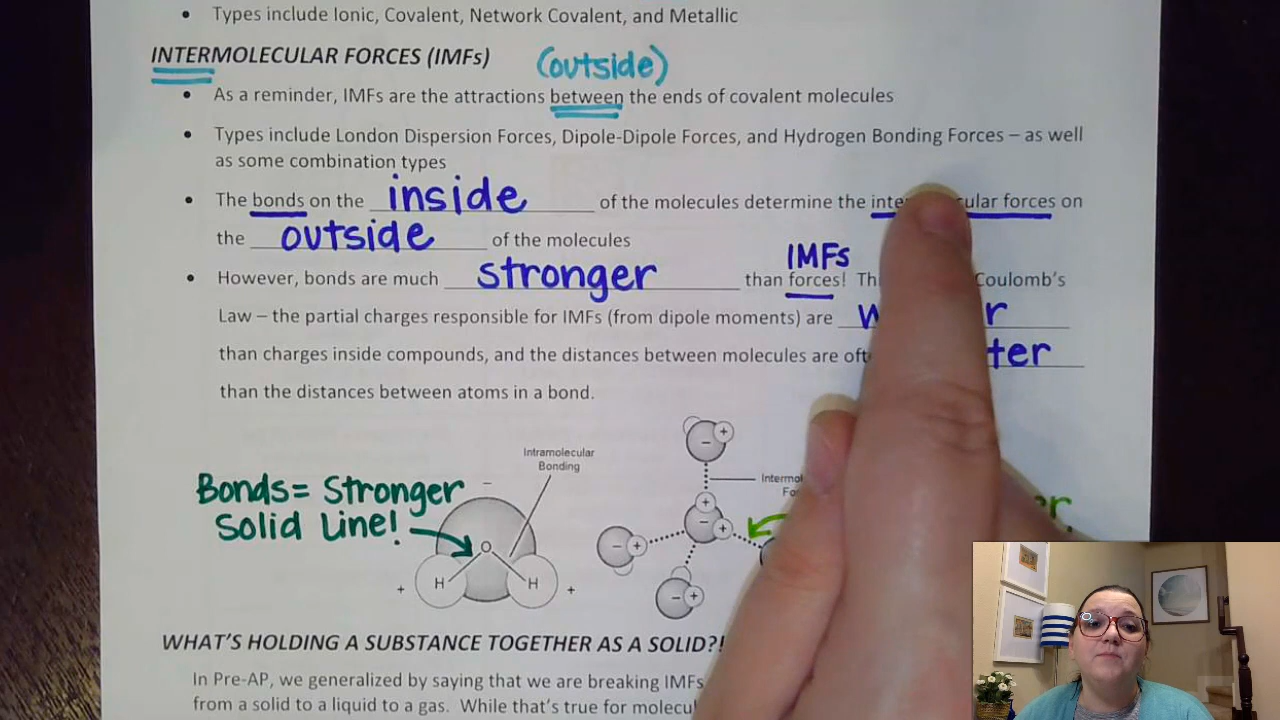 • Types include Ionic, Covalent, Network Covalent, and Metallic
INTERMOLECULAR FORCES (IMFs) (outside)
• As a reminder, IMFs are the attractions between the ends of covalent molecules
• Types include London Dispersion Forces, Dipole-Dipole Forces, and Hydrogen Bonding Forces – as well
as some combination types
• The bonds on the inside of the molecules determine the forces on
the outside of the molecules
IMFs
• However, bonds are much stronger than forces! Coulomb's
Law – the partial charges responsible for IMFs (from dipole moments) are
than charges inside compounds, and the distances between molecules are
than the distances between atoms in a bond.
Intramolecular
Bonding
Bonds = Stronger
Solid Line!
−
O
H H
+ +
+
−
+
−
+
− +
− +
WHAT'S HOLDING A SUBSTANCE TOGETHER AS A SOLID?!
In Pre-AP, we generalized by saying that we are breaking IMFs
from a solid to a liquid to a gas. While that's true for